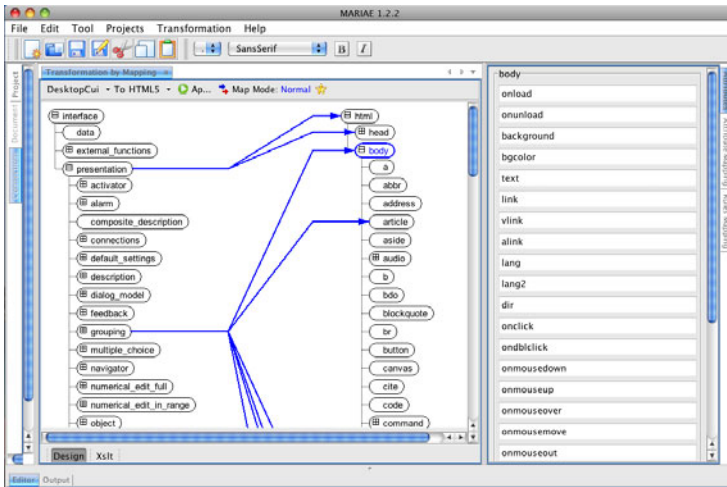 MARIAE 1.2.2
File Edit Tool Projects Transformation Help
SansSerif B I
Project
Document
Transformation by Mapping
DesktopCui To HTML5 Ap... Map Mode: Normal
interface
data
external_functions
presentation
activator
alarm
composite_description
connections
default_settings
description
dialog_model
feedback
grouping
multiple_choice
navigator
numerical_edit_full
numerical_edit_in_range
object
html
head
body
a
abbr
address
article
aside
audio
b
bdo
blockquote
br
button
canvas
cite
code
command
Design Xslt
body
onload
onunload
background
bgcolor
text
link
vlink
alink
lang
lang2
dir
onclick
ondblclick
onmousedown
onmouseup
onmouseover
onmousemove
onmouseout
Editor Output